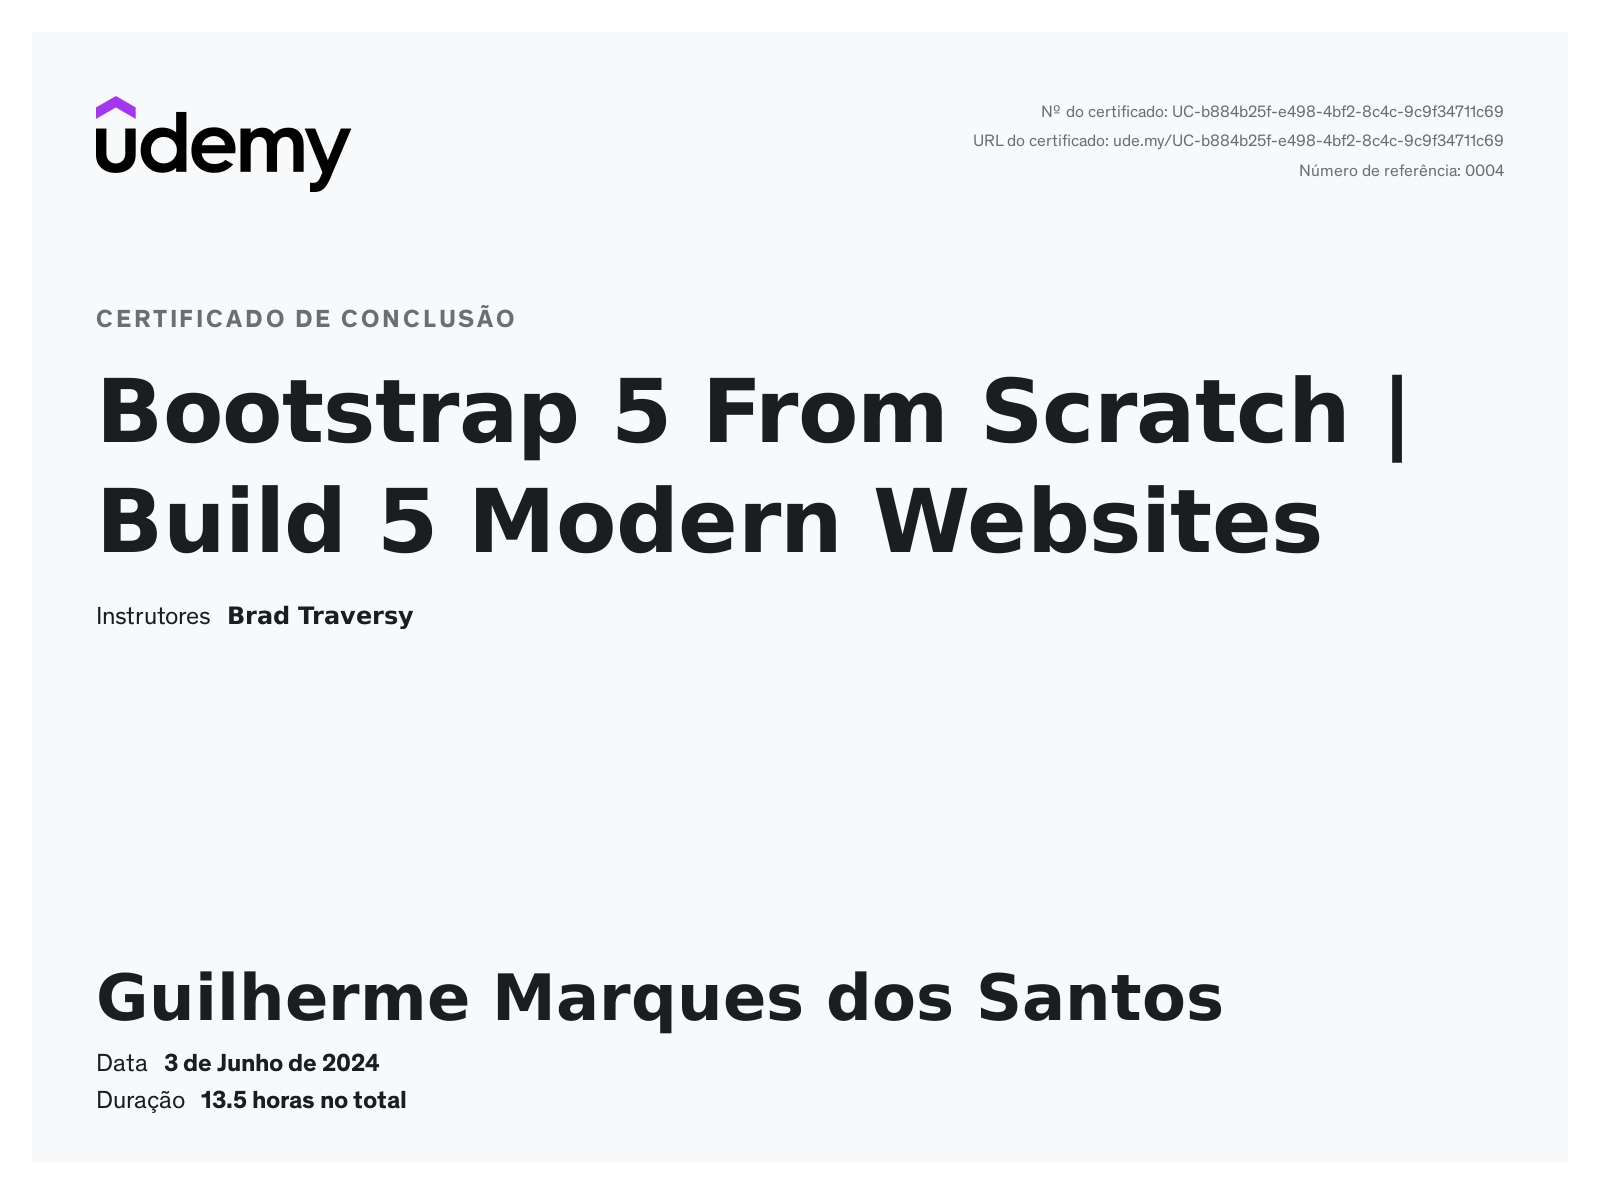 udemy
Nº do certificado: UC-b884b25f-e498-4bf2-8c4c-9c9f34711c69
URL do certificado: ude.my/UC-b884b25f-e498-4bf2-8c4c-9c9f34711c69
Número de referência: 0004
CERTIFICADO DE CONCLUSÃO
Bootstrap 5 From Scratch |
Build 5 Modern Websites
Instrutores Brad Traversy
Guilherme Marques dos Santos
Data 3 de Junho de 2024
Duração 13.5 horas no total